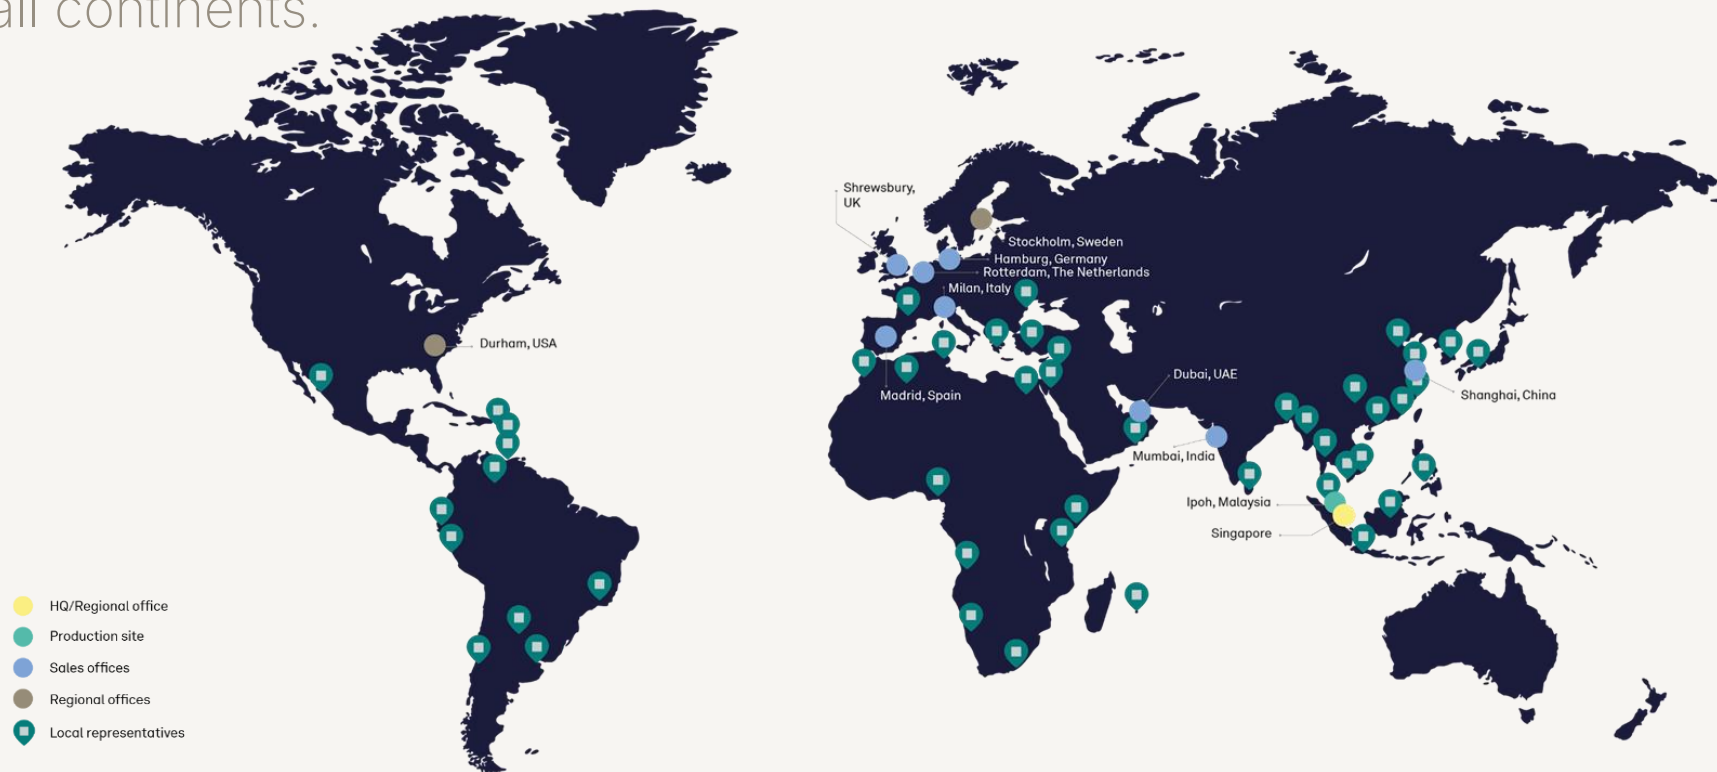 all continents.
Shrewsbury,
UK
Stockholm, Sweden
Hamburg, Germany
Rotterdam, The Netherlands
Milan, Italy
Durham, USA
Dubai, UAE
Madrid, Spain
Shanghai, China
Mumbai, India
Ipoh, Malaysia
Singapore
HQ/Regional office
Production site
Sales offices
Regional offices
Local representatives